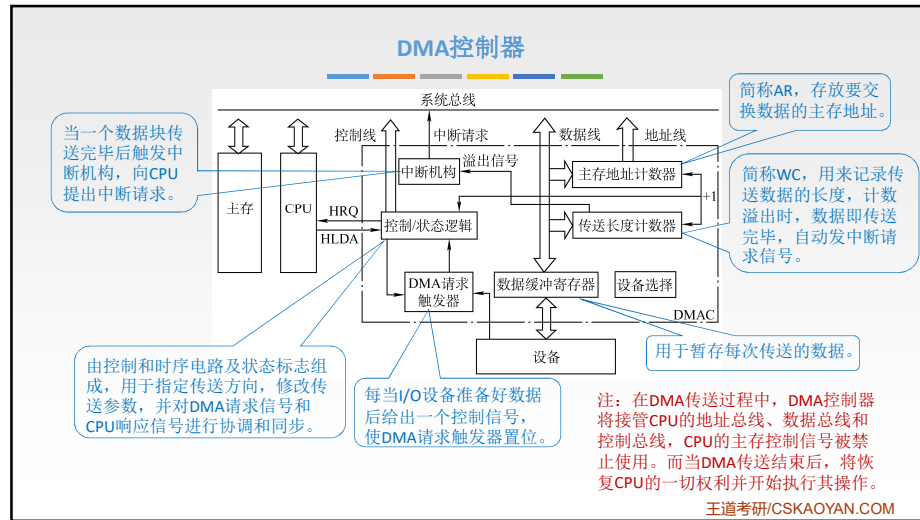 DMA控制器
简称AR，存放要交
换数据的主存地址。
当一个数据块传
送完毕后触发中
断机构，向CPU
提出中断请求。
系统总线
控制线
中断请求
数据线
地址线
溢出信号
中断机构
主存地址计数器
主存
CPU
HRQ
HLDA
控制/状态逻辑
+1
传送长度计数器
简称WC，用来记录传
送数据的长度，计数
溢出时，数据即传送
完毕，自动发中断请
求信号。
DMA请求
触发器
数据缓冲寄存器
设备选择
DMAC
设备
用于暂存每次传送的数据。
由控制和时序电路及状态标志组
成，用于指定传送方向，修改传
送参数，并对DMA请求信号和
CPU响应信号进行协调和同步。
每当I/O设备准备好数据
后给出一个控制信号，
使DMA请求触发器置位。
注：在DMA传送过程中，DMA控制器
将接管CPU的地址总线、数据总线和
控制总线，CPU的主存控制信号被禁
止使用。而当DMA传送结束后，将恢
复CPU的一切权利并开始执行其操作。
王道考研/CSKAOYAN.COM